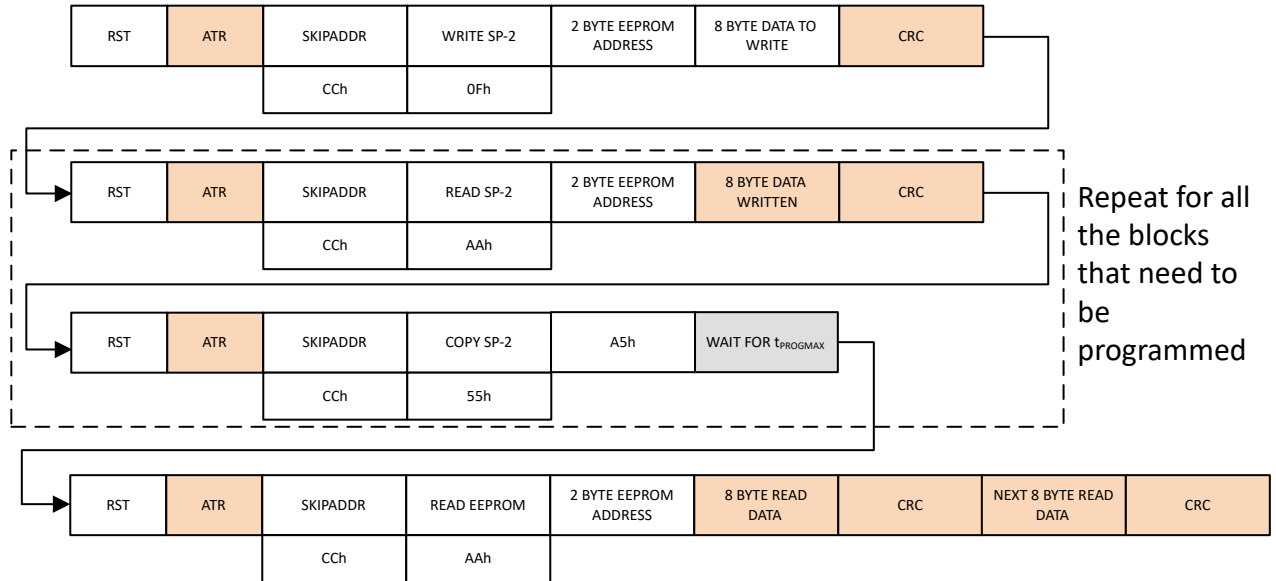 RST ATR SKIPADDR WRITE SP-2 2 BYTE EEPROM ADDRESS 8 BYTE DATA TO WRITE CRC
CCh 0Fh
RST ATR SKIPADDR READ SP-2 2 BYTE EEPROM ADDRESS 8 BYTE DATA WRITTEN CRC
CCh AAh
Repeat for all
the blocks
that need to
be
programmed
RST ATR SKIPADDR COPY SP-2 A5h WAIT FOR tPROGMAX
CCh 55h
RST ATR SKIPADDR READ EEPROM 2 BYTE EEPROM ADDRESS 8 BYTE READ DATA CRC NEXT 8 BYTE READ DATA CRC
CCh AAh